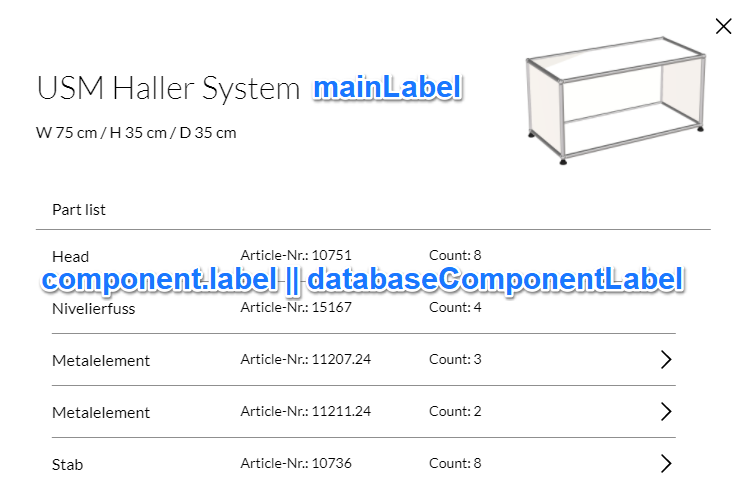 USM Haller System mainLabel
W 75 cm / H 35 cm / D 35 cm
Part list
Head Article-Nr.: 10751 Count: 8
component.label || databaseComponentLabel
Nivelierfuss Article-Nr.: 15167 Count: 4
Metalelement Article-Nr.: 11207.24 Count: 3
Metalelement Article-Nr.: 11211.24 Count: 2
Stab Article-Nr.: 10736 Count: 8